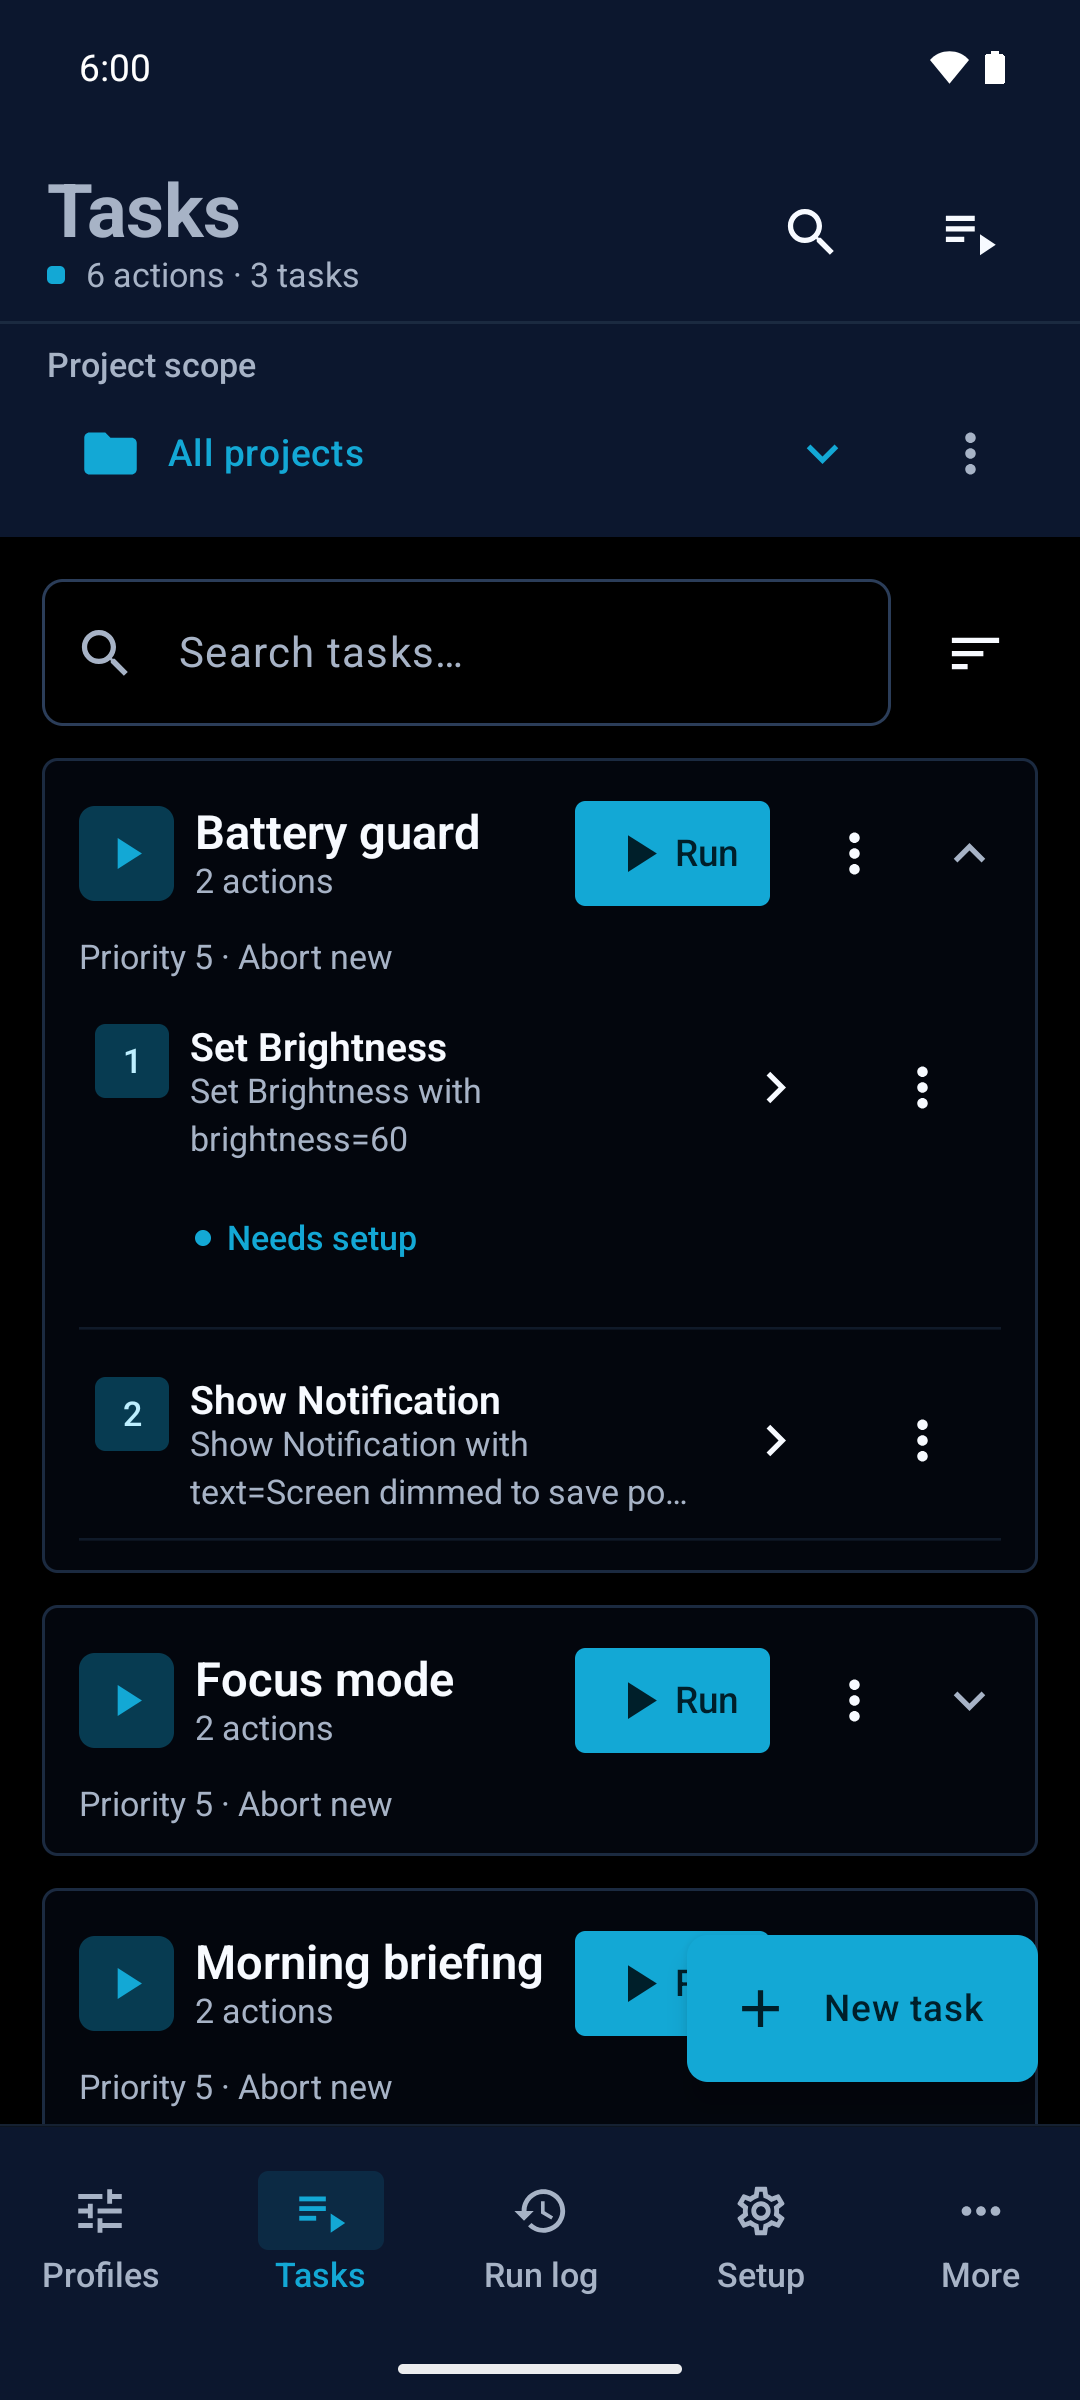 6:00
Tasks
6 actions · 3 tasks
Project scope
All projects
Search tasks…
Battery guard
2 actions
Run
Priority 5 · Abort new
1
Set Brightness
Set Brightness with
brightness=60
Needs setup
2
Show Notification
Show Notification with
text=Screen dimmed to save po…
Focus mode
2 actions
Run
Priority 5 · Abort new
Morning briefing
2 actions
New task
Priority 5 · Abort new
Profiles
Tasks
Run log
Setup
More